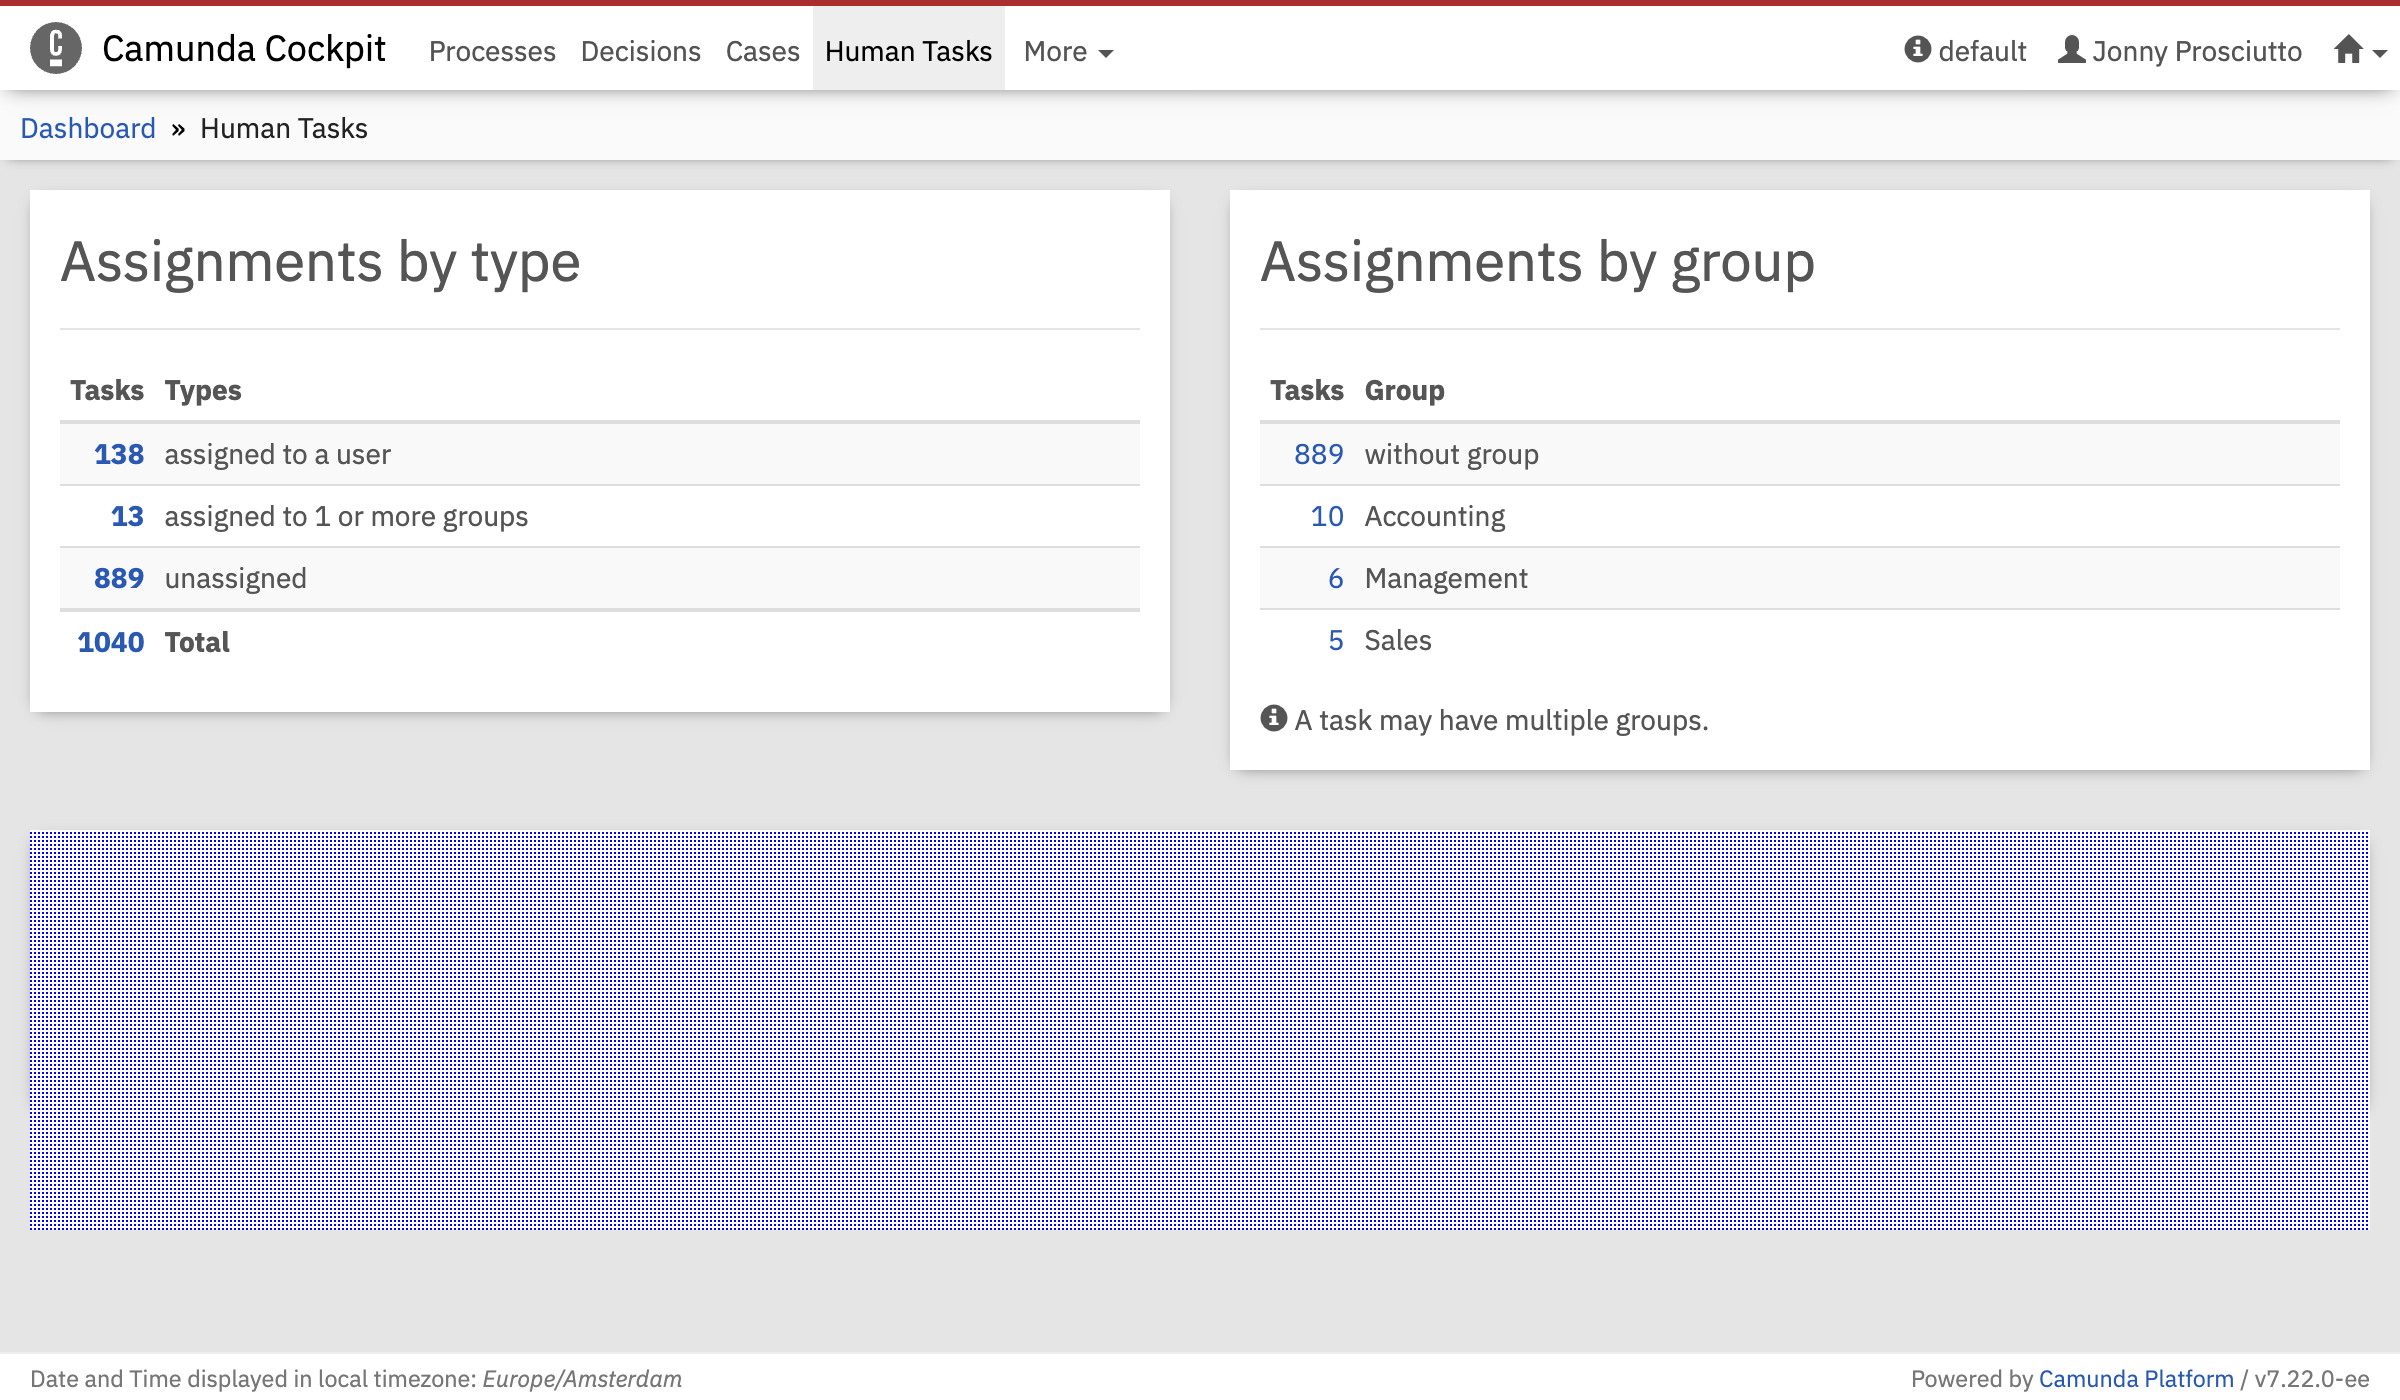 Camunda Cockpit Processes Decisions Cases Human Tasks More default Jonny Prosciutto
Dashboard » Human Tasks
Assignments by type
Tasks Types
138 assigned to a user
13 assigned to 1 or more groups
889 unassigned
1040 Total
Assignments by group
Tasks Group
889 without group
10 Accounting
6 Management
5 Sales
A task may have multiple groups.
Date and Time displayed in local timezone: Europe/Amsterdam
Powered by Camunda Platform / v7.22.0-ee